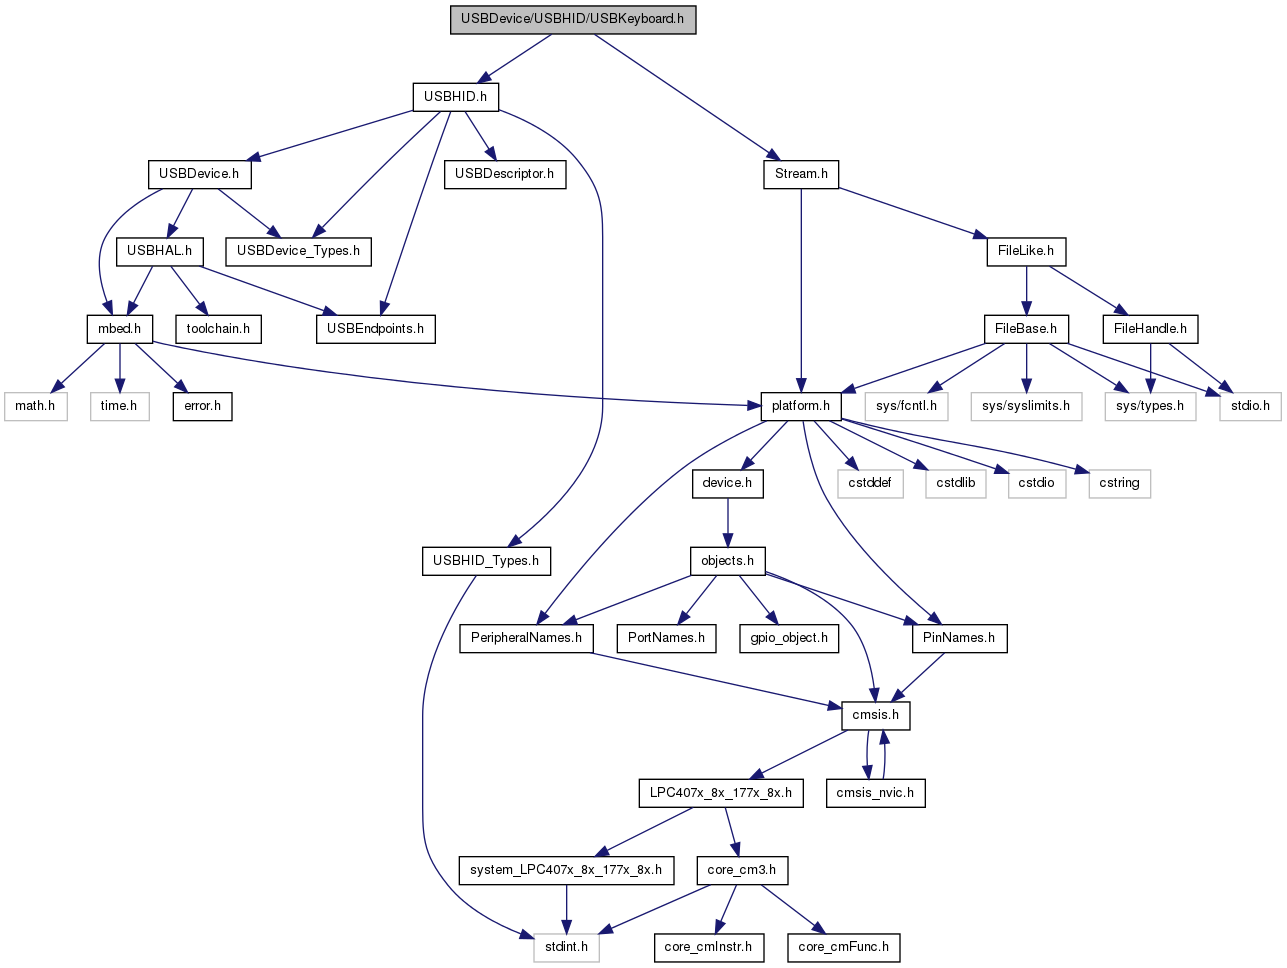 USBDevice/USBHID/USBKeyboard.h
USBHID.h
USBDevice.h
USBDescriptor.h
Stream.h
USBHAL.h
USBDevice_Types.h
FileLike.h
mbed.h
toolchain.h
USBEndpoints.h
FileBase.h
FileHandle.h
math.h
time.h
error.h
platform.h
sys/fcntl.h
sys/syslimits.h
sys/types.h
stdio.h
device.h
cstddef
cstdlib
cstdio
cstring
USBHID_Types.h
objects.h
PeripheralNames.h
PortNames.h
gpio_object.h
PinNames.h
cmsis.h
LPC407x_8x_177x_8x.h
cmsis_nvic.h
system_LPC407x_8x_177x_8x.h
core_cm3.h
stdint.h
core_cmInstr.h
core_cmFunc.h